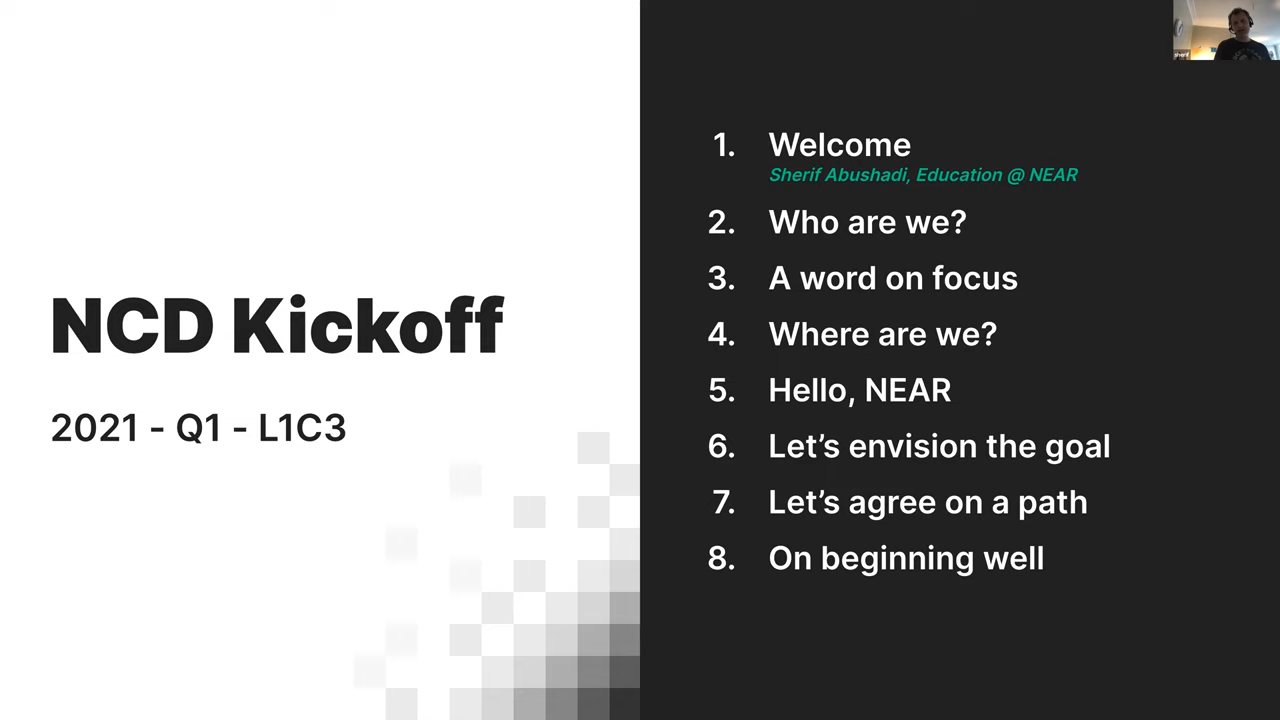 NCD Kickoff
2021 - Q1 - L1C3
1. Welcome
Sherif Abushadi, Education @ NEAR
2. Who are we?
3. A word on focus
4. Where are we?
5. Hello, NEAR
6. Let’s envision the goal
7. Let’s agree on a path
8. On beginning well
sherif